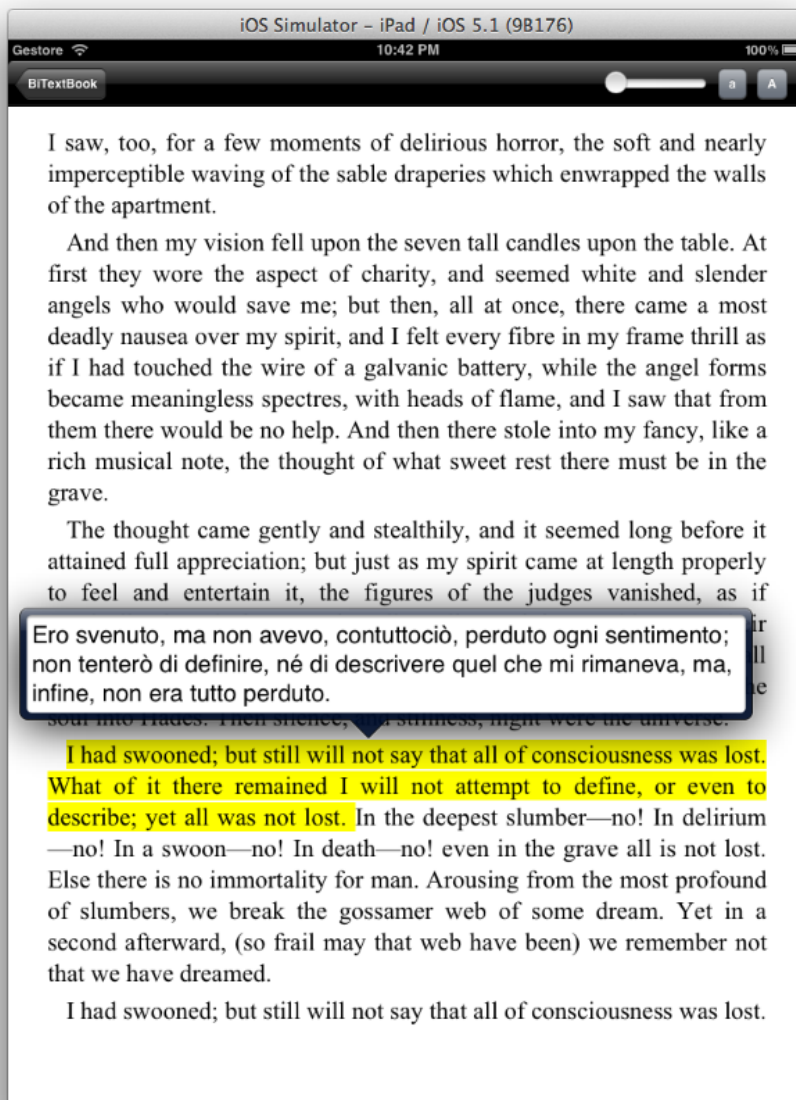 iOS Simulator – iPad / iOS 5.1 (9B176)
Gestore 10:42 PM 100%
BiTextBook a A
I saw, too, for a few moments of delirious horror, the soft and nearly
imperceptible waving of the sable draperies which enwrapped the walls
of the apartment.
And then my vision fell upon the seven tall candles upon the table. At
first they wore the aspect of charity, and seemed white and slender
angels who would save me; but then, all at once, there came a most
deadly nausea over my spirit, and I felt every fibre in my frame thrill as
if I had touched the wire of a galvanic battery, while the angel forms
became meaningless spectres, with heads of flame, and I saw that from
them there would be no help. And then there stole into my fancy, like a
rich musical note, the thought of what sweet rest there must be in the
grave.
The thought came gently and stealthily, and it seemed long before it
attained full appreciation; but just as my spirit came at length properly
to feel and entertain it, the figures of the judges vanished, as if
Ero svenuto, ma non avevo, contuttociò, perduto ogni sentimento;
non tenterò di definire, né di descrivere quel che mi rimaneva, ma,
infine, non era tutto perduto.
soul into Hades. Then silence, and stillness, night were the universe.
I had swooned; but still will not say that all of consciousness was lost.
What of it there remained I will not attempt to define, or even to
describe; yet all was not lost. In the deepest slumber—no! In delirium
—no! In a swoon—no! In death—no! even in the grave all is not lost.
Else there is no immortality for man. Arousing from the most profound
of slumbers, we break the gossamer web of some dream. Yet in a
second afterward, (so frail may that web have been) we remember not
that we have dreamed.
I had swooned; but still will not say that all of consciousness was lost.